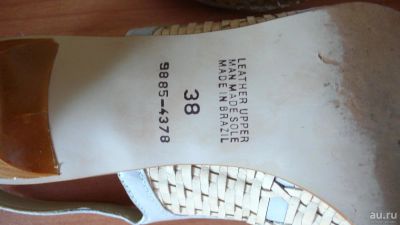 LEATHER UPPER
MAN MADE SOLE
MADE IN BRAZIL
38
9885-4378
au.ru